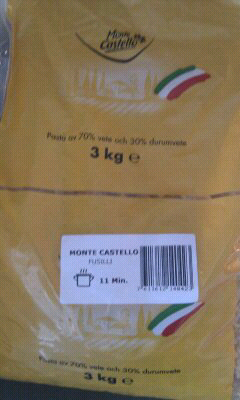 Monte
Castello
Pasta av 70% vete och 30% durumvete
3 kg ℮
MONTE CASTELLO
FUSILLI
11 Min.
Pasta av 70% vete och 30% durumvete
3 kg ℮